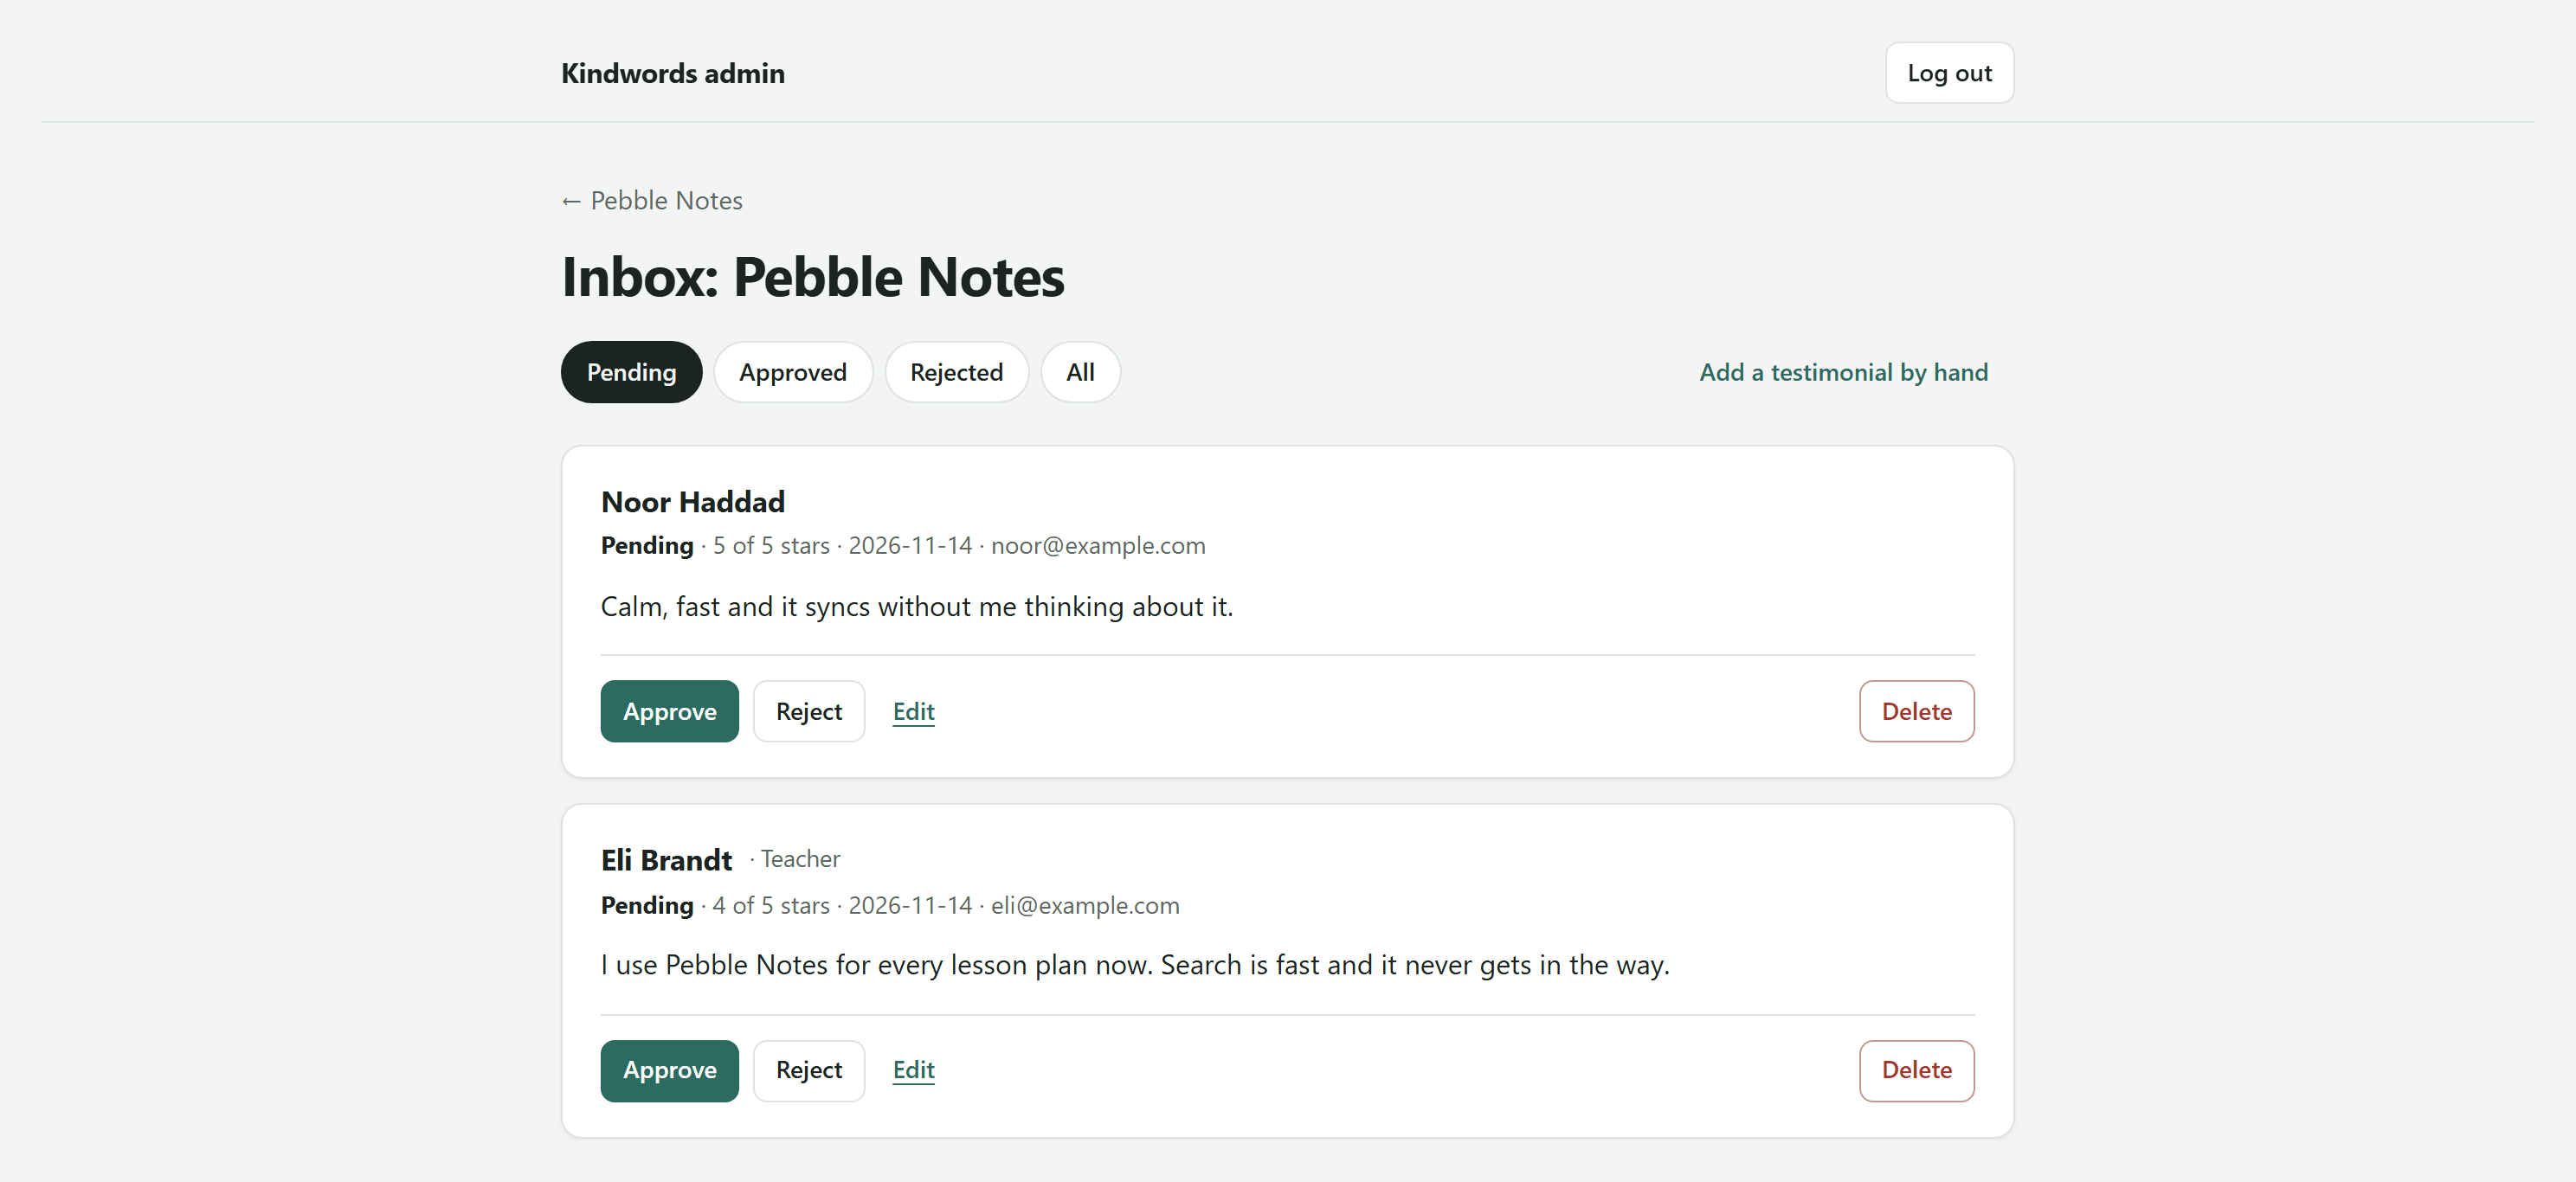 Kindwords admin
Log out
← Pebble Notes
Inbox: Pebble Notes
Pending
Approved
Rejected
All
Add a testimonial by hand
Noor Haddad
Pending · 5 of 5 stars · 2026-11-14 · noor@example.com
Calm, fast and it syncs without me thinking about it.
Approve
Reject
Edit
Delete
Eli Brandt · Teacher
Pending · 4 of 5 stars · 2026-11-14 · eli@example.com
I use Pebble Notes for every lesson plan now. Search is fast and it never gets in the way.
Approve
Reject
Edit
Delete